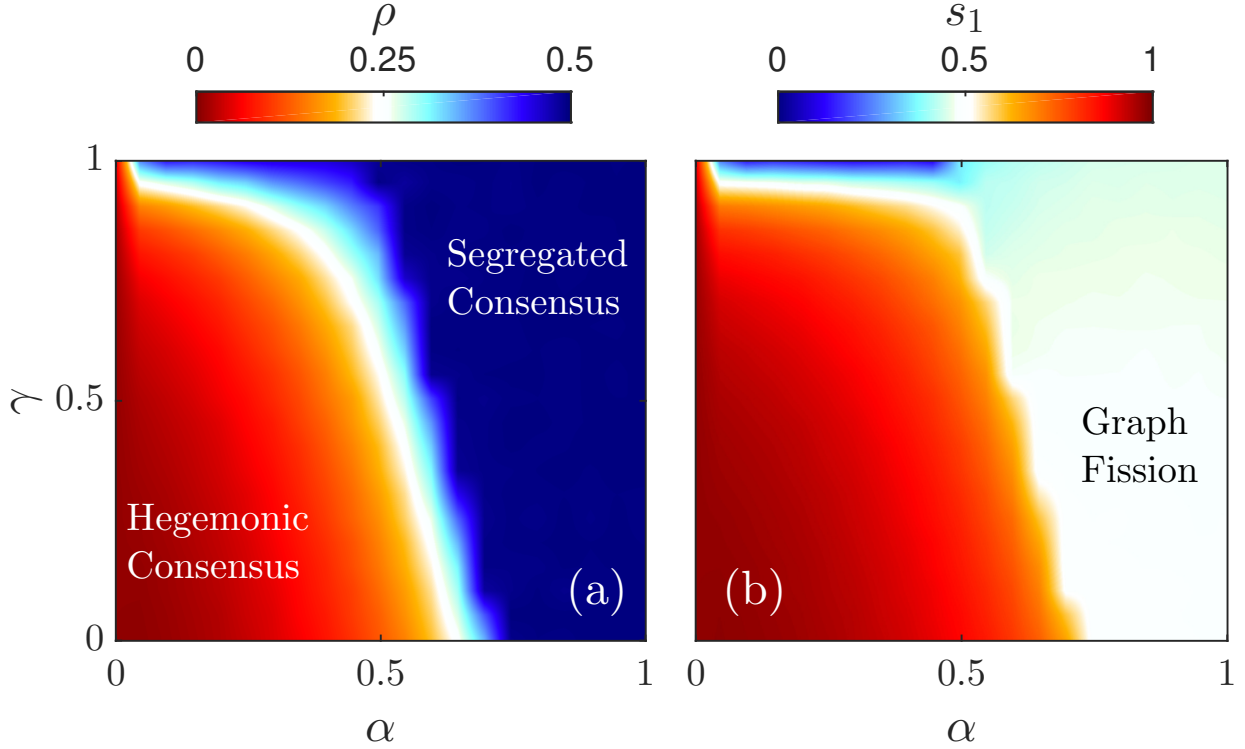 ρ
0 0.25 0.5
s₁
0 0.5 1
1
0.5
0
γ
Segregated
Consensus
Hegemonic
Consensus
(a)
0 0.5 1
α
Graph
Fission
(b)
0 0.5 1
α